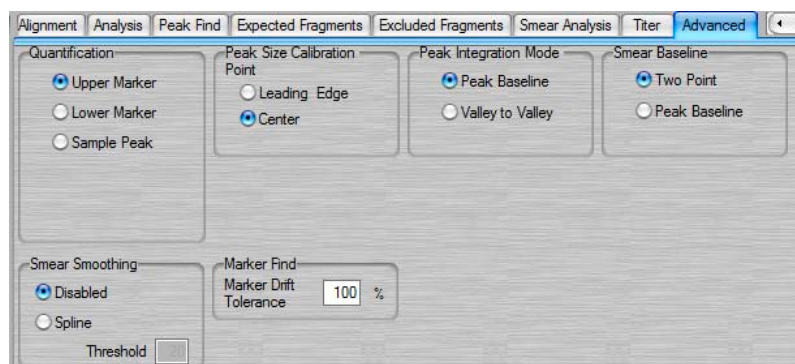 Alignment Analysis Peak Find Expected Fragments Excluded Fragments Smear Analysis Titer Advanced
Quantification
Upper Marker
Lower Marker
Sample Peak
Peak Size Calibration
Point
Leading Edge
Center
Peak Integration Mode
Peak Baseline
Valley to Valley
Smear Baseline
Two Point
Peak Baseline
Smear Smoothing
Disabled
Spline
Threshold 20
Marker Find
Marker Drift
Tolerance 100 %